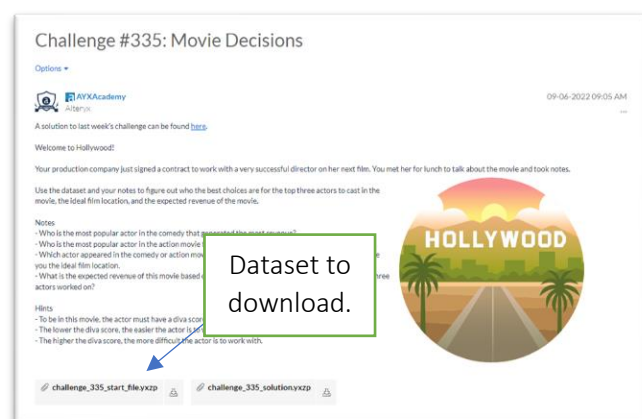 Challenge #335: Movie Decisions
Options
AYXAcademy
Alteryx
09-06-2022 09:05 AM
A solution to last week's challenge can be found here.
Welcome to Hollywood!
Your production company just signed a contract to work with a very successful director on her next film. You met her for lunch to talk about the movie and took notes.
Use the dataset and your notes to figure out who the best choices are for the top three actors to cast in the
movie, the ideal film location, and the expected revenue of the movie.
Notes
- Who is the most popular actor in the comedy that generated the most revenue?
- Who is the most popular actor in the action movie
- Which actor appeared in the comedy or action
you the ideal film location.
- What is the expected revenue of this movie based
three
actors worked on?
HOLLYWOOD
Dataset to
download.
Hints
- To be in this movie, the actor must have a diva
- The lower the diva score, the easier the actor is
- The higher the diva score, the more difficult the actor is to work with.
challenge_335_start_file.yxzp
challenge_335_solution.yxzp